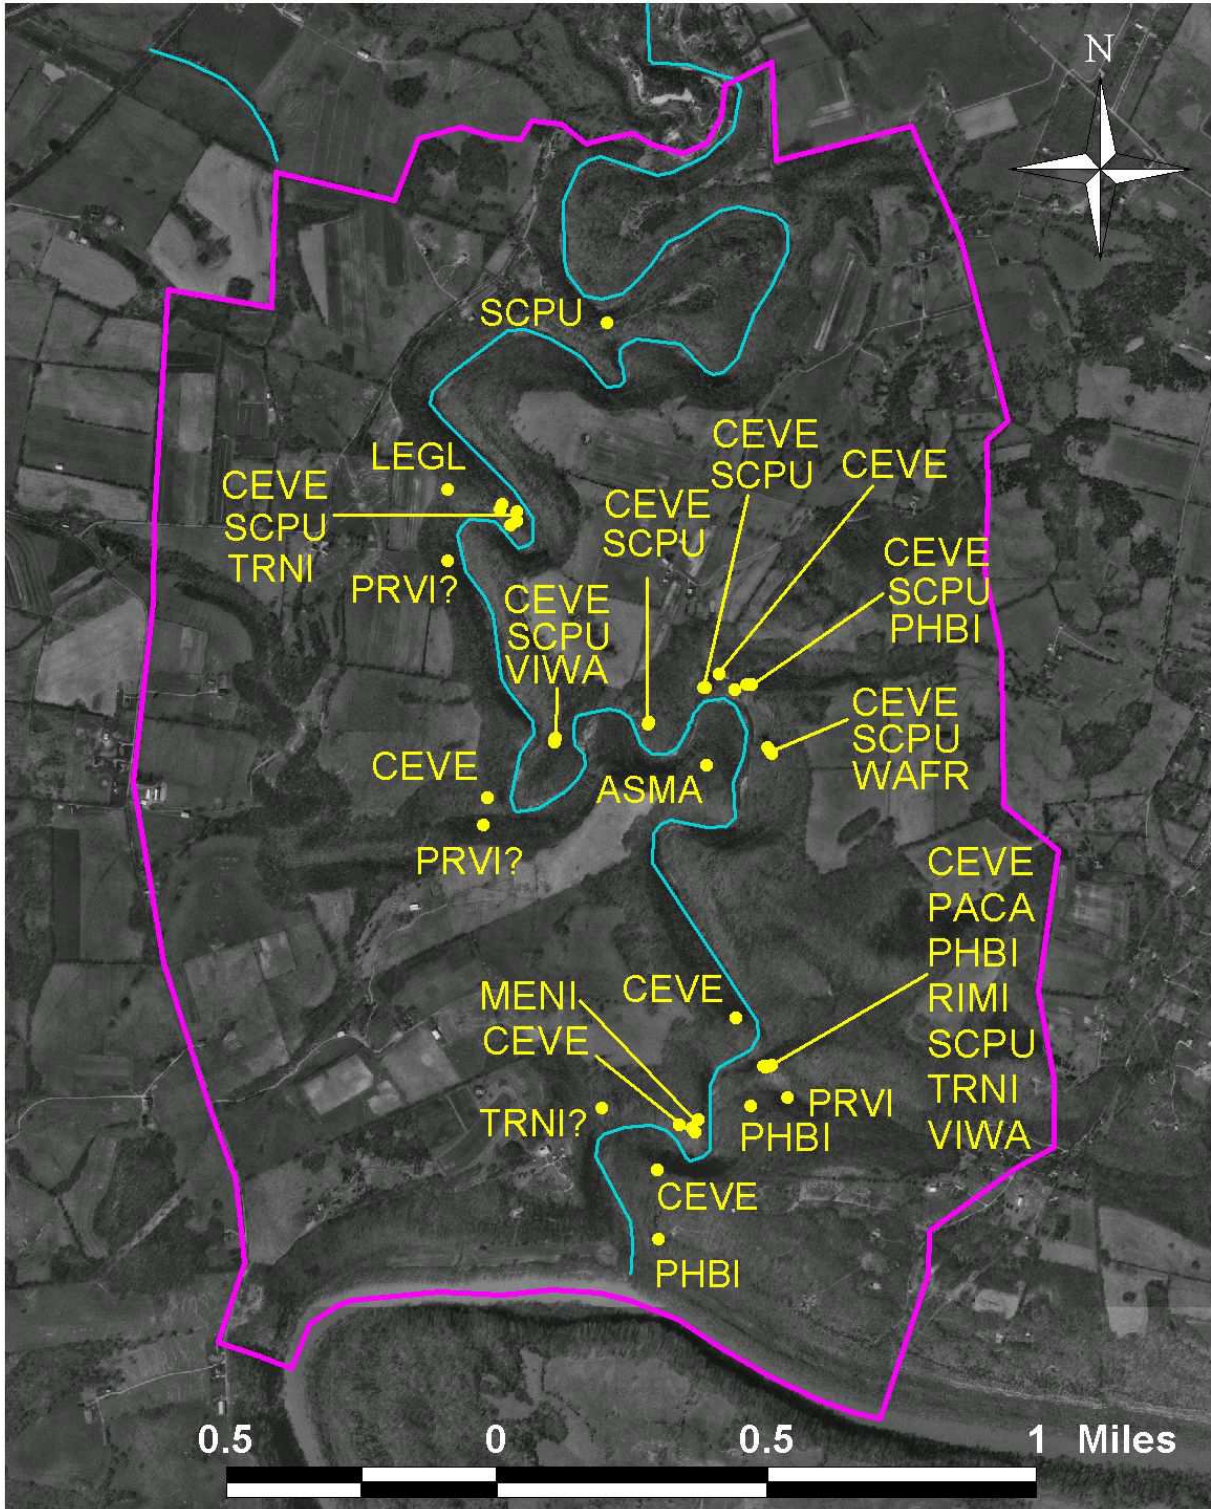 N
SCPU
CEVE
SCPU
CEVE
LEGL
CEVE
SCPU
TRNI
CEVE
SCPU
CEVE
SCPU
PHBI
PRVI?
CEVE
SCPU
VIWA
CEVE
SCPU
WAFR
CEVE
ASMA
PRVI?
CEVE
PACA
PHBI
RIMI
SCPU
TRNI
VIWA
CEVE
MENI
CEVE
TRNI?
PRVI
PHBI
CEVE
PHBI
0.5 0 0.5 1 Miles